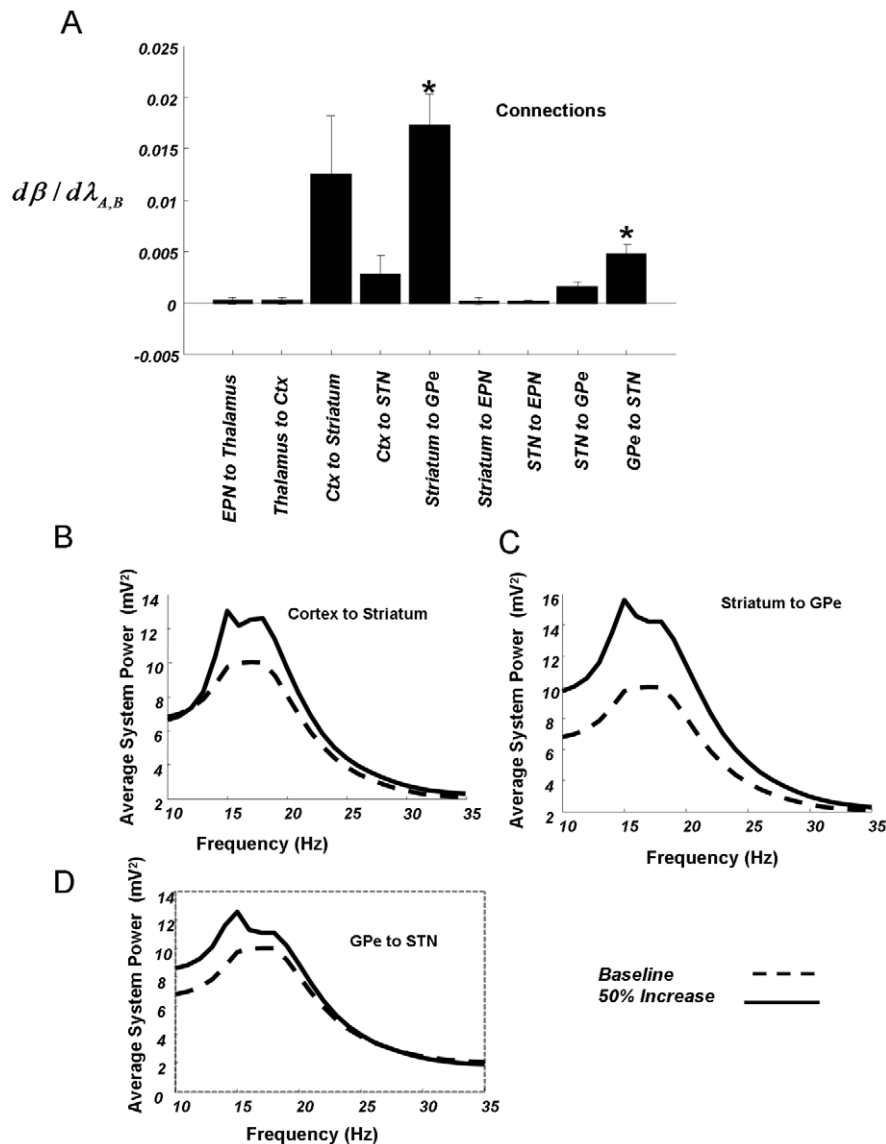 A
0.025
0.02
0.015
0.01
0.005
0
-0.005
dβ / dλA,B
Connections
*
*
EPN to Thalamus
Thalamus to Ctx
Ctx to Striatum
Ctx to STN
Striatum to GPe
Striatum to EPN
STN to EPN
STN to GPe
GPe to STN
B
Average System Power (mV²)
14
12
10
8
6
4
2
Cortex to Striatum
10 15 20 25 30 35
Frequency (Hz)
C
Average System Power (mV²)
16
14
12
10
8
6
4
2
Striatum to GPe
10 15 20 25 30 35
Frequency (Hz)
D
Average System Power (mV²)
14
12
10
8
6
4
2
0
GPe to STN
10 15 20 25 30 35
Frequency (Hz)
Baseline
50% Increase